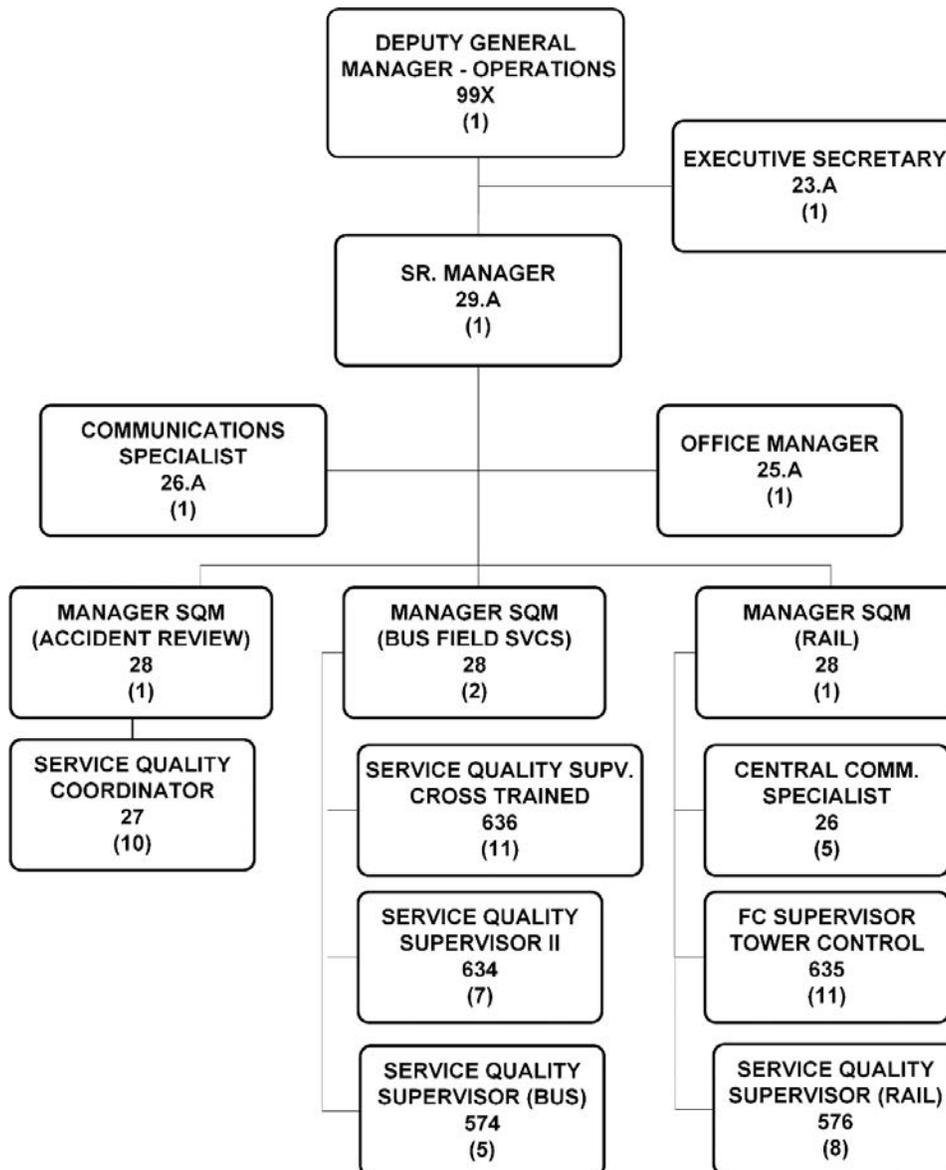 DEPUTY GENERAL
MANAGER - OPERATIONS
99X
(1)
EXECUTIVE SECRETARY
23.A
(1)
SR. MANAGER
29.A
(1)
COMMUNICATIONS
SPECIALIST
26.A
(1)
OFFICE MANAGER
25.A
(1)
MANAGER SQM
(ACCIDENT REVIEW)
28
(1)
MANAGER SQM
(BUS FIELD SVCS)
28
(2)
MANAGER SQM
(RAIL)
28
(1)
SERVICE QUALITY
COORDINATOR
27
(10)
SERVICE QUALITY SUPV.
CROSS TRAINED
636
(11)
CENTRAL COMM.
SPECIALIST
26
(5)
SERVICE QUALITY
SUPERVISOR II
634
(7)
FC SUPERVISOR
TOWER CONTROL
635
(11)
SERVICE QUALITY
SUPERVISOR (BUS)
574
(5)
SERVICE QUALITY
SUPERVISOR (RAIL)
576
(8)